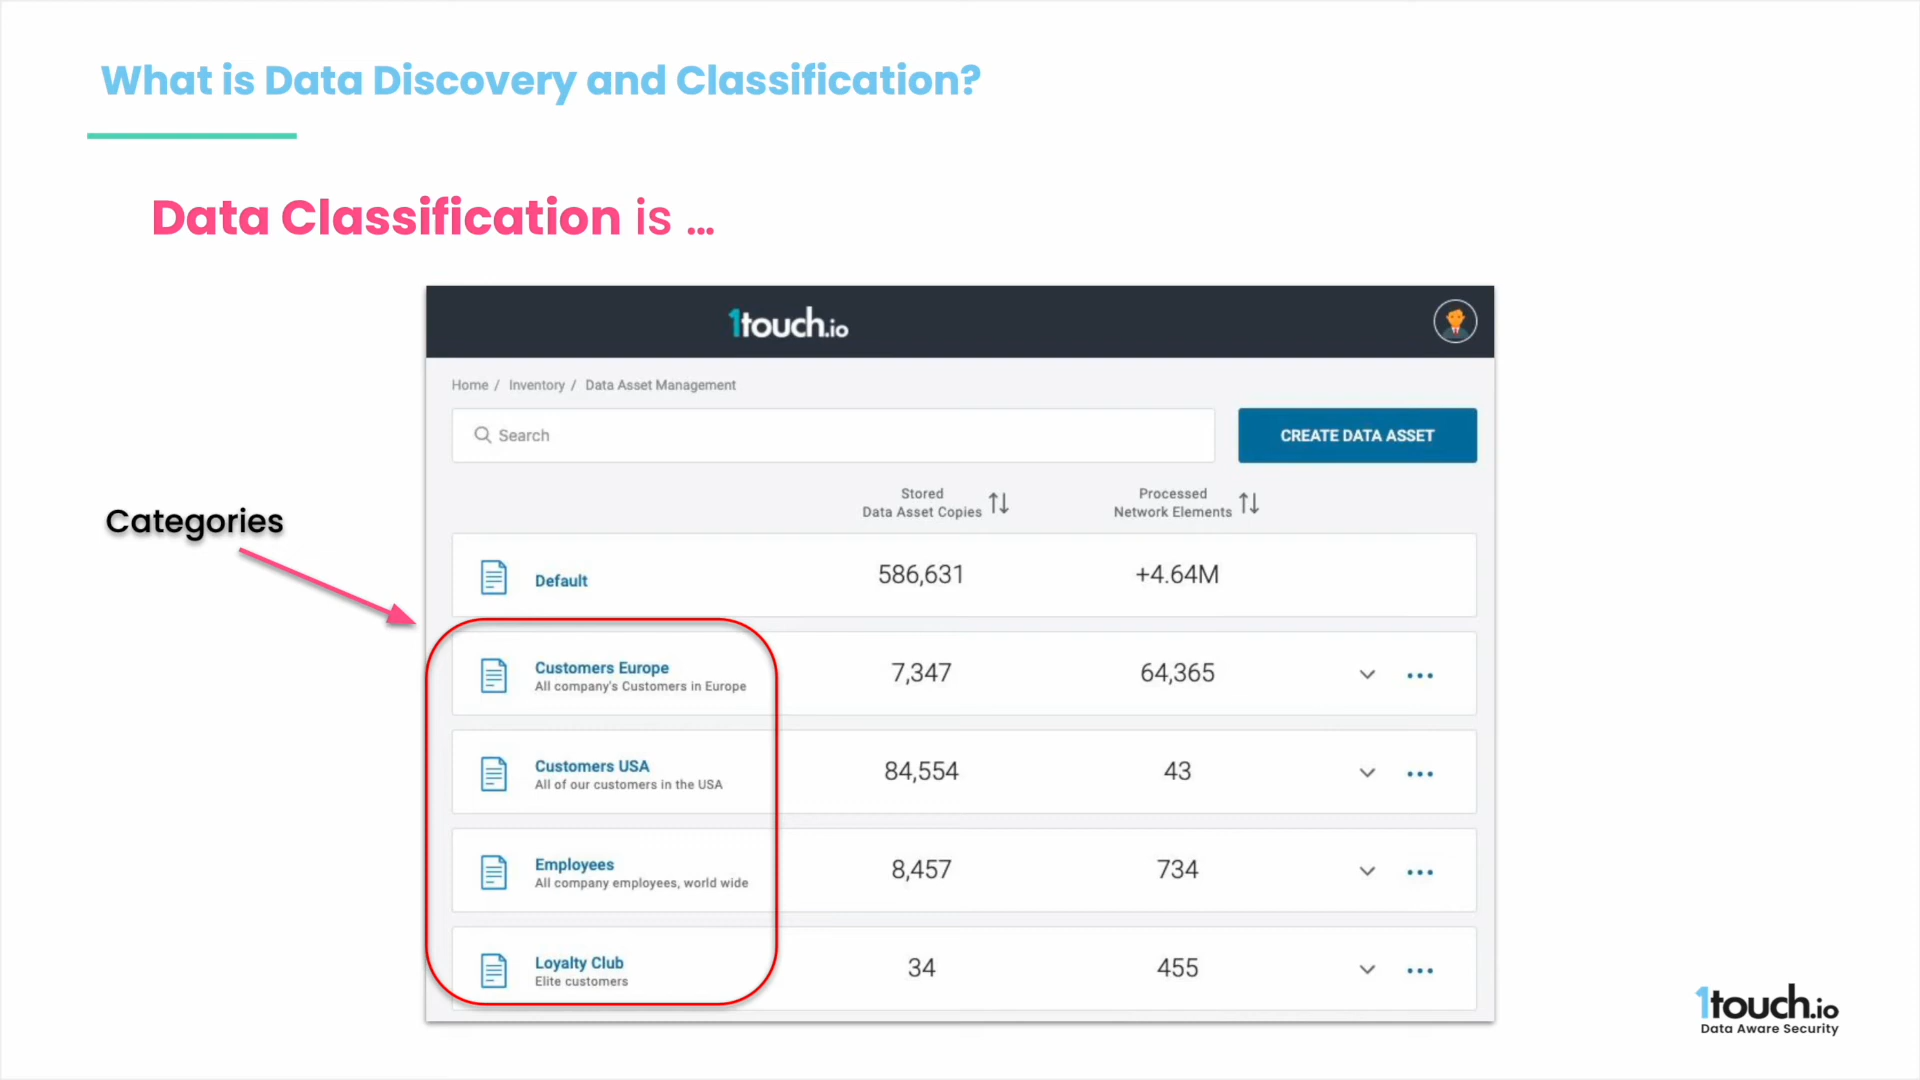 What is Data Discovery and Classification?
Data Classification is ...
1touch.io
Home / Inventory / Data Asset Management
Search
CREATE DATA ASSET
Stored
Data Asset Copies
Processed
Network Elements
Categories
Default
586,631
+4.64M
Customers Europe
All company's Customers in Europe
7,347
64,365
Customers USA
All of our customers in the USA
84,554
43
Employees
All company employees, world wide
8,457
734
Loyalty Club
Elite customers
34
455
1touch.io
Data Aware Security